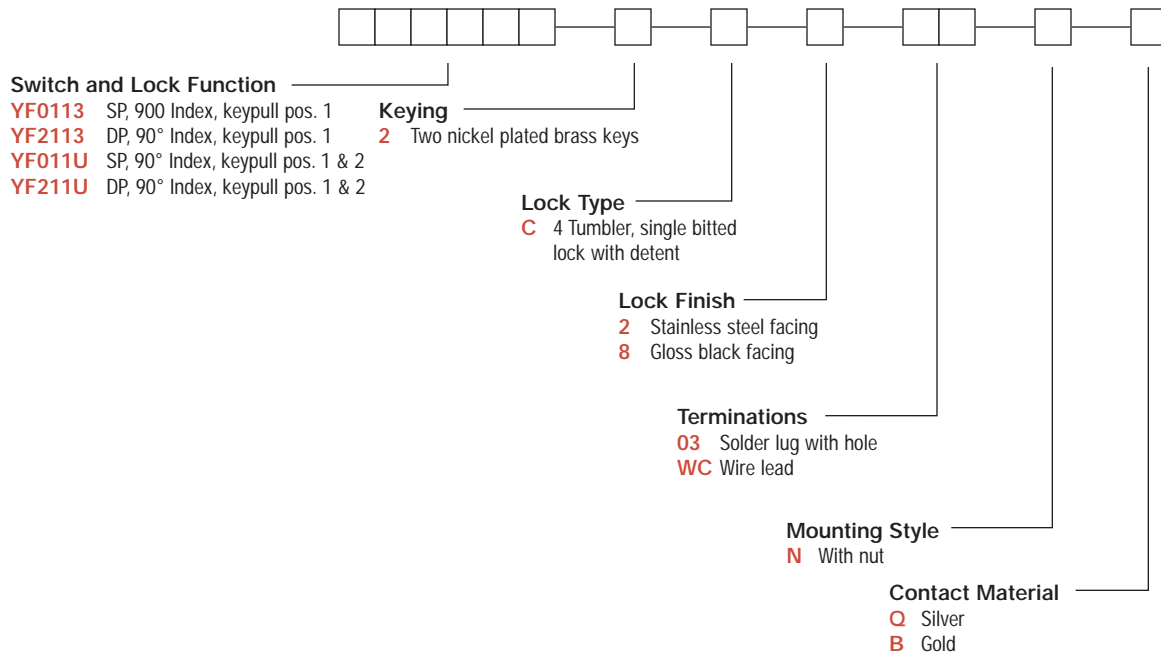 Switch and Lock Function
YF0113 SP, 900 Index, keypull pos. 1
YF2113 DP, 90° Index, keypull pos. 1
YF011U SP, 90° Index, keypull pos. 1 & 2
YF211U DP, 90° Index, keypull pos. 1 & 2
Keying
2 Two nickel plated brass keys
Lock Type
C 4 Tumbler, single bitted
lock with detent
Lock Finish
2 Stainless steel facing
8 Gloss black facing
Terminations
03 Solder lug with hole
WC Wire lead
Mounting Style
N With nut
Contact Material
Q Silver
B Gold